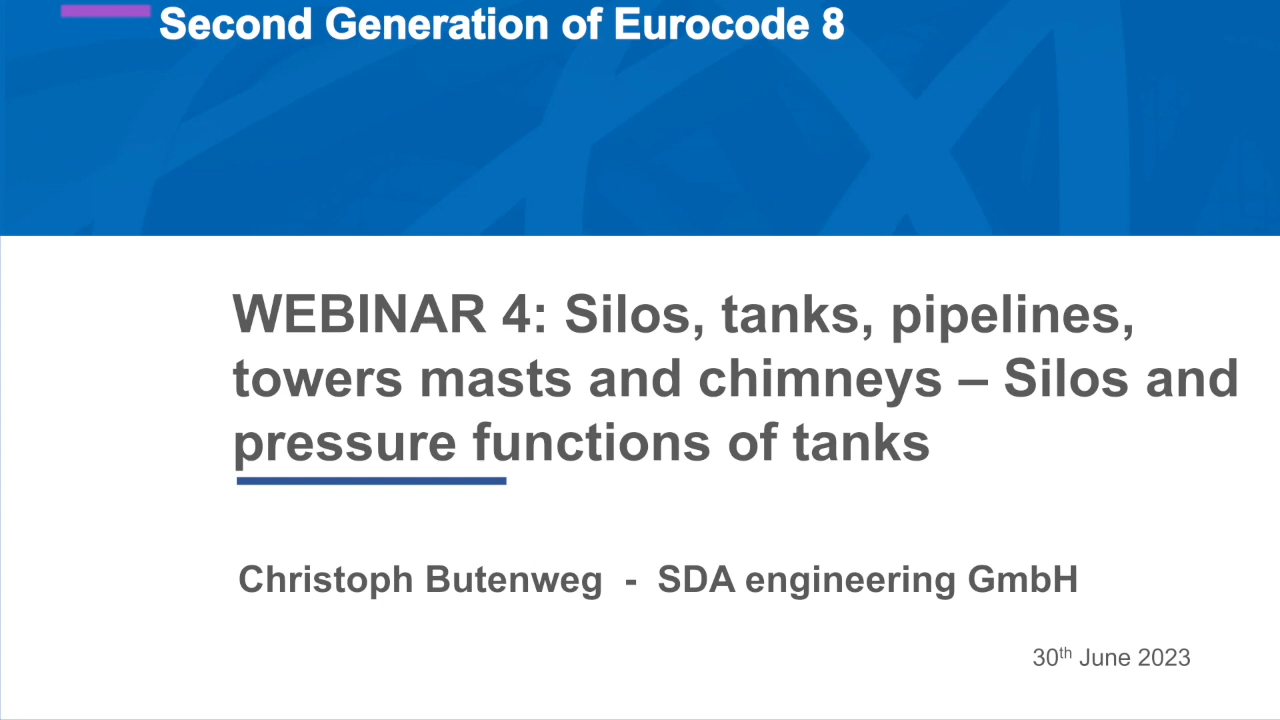 Second Generation of Eurocode 8
WEBINAR 4: Silos, tanks, pipelines,
towers masts and chimneys – Silos and
pressure functions of tanks
Christoph Butenweg - SDA engineering GmbH
30th June 2023